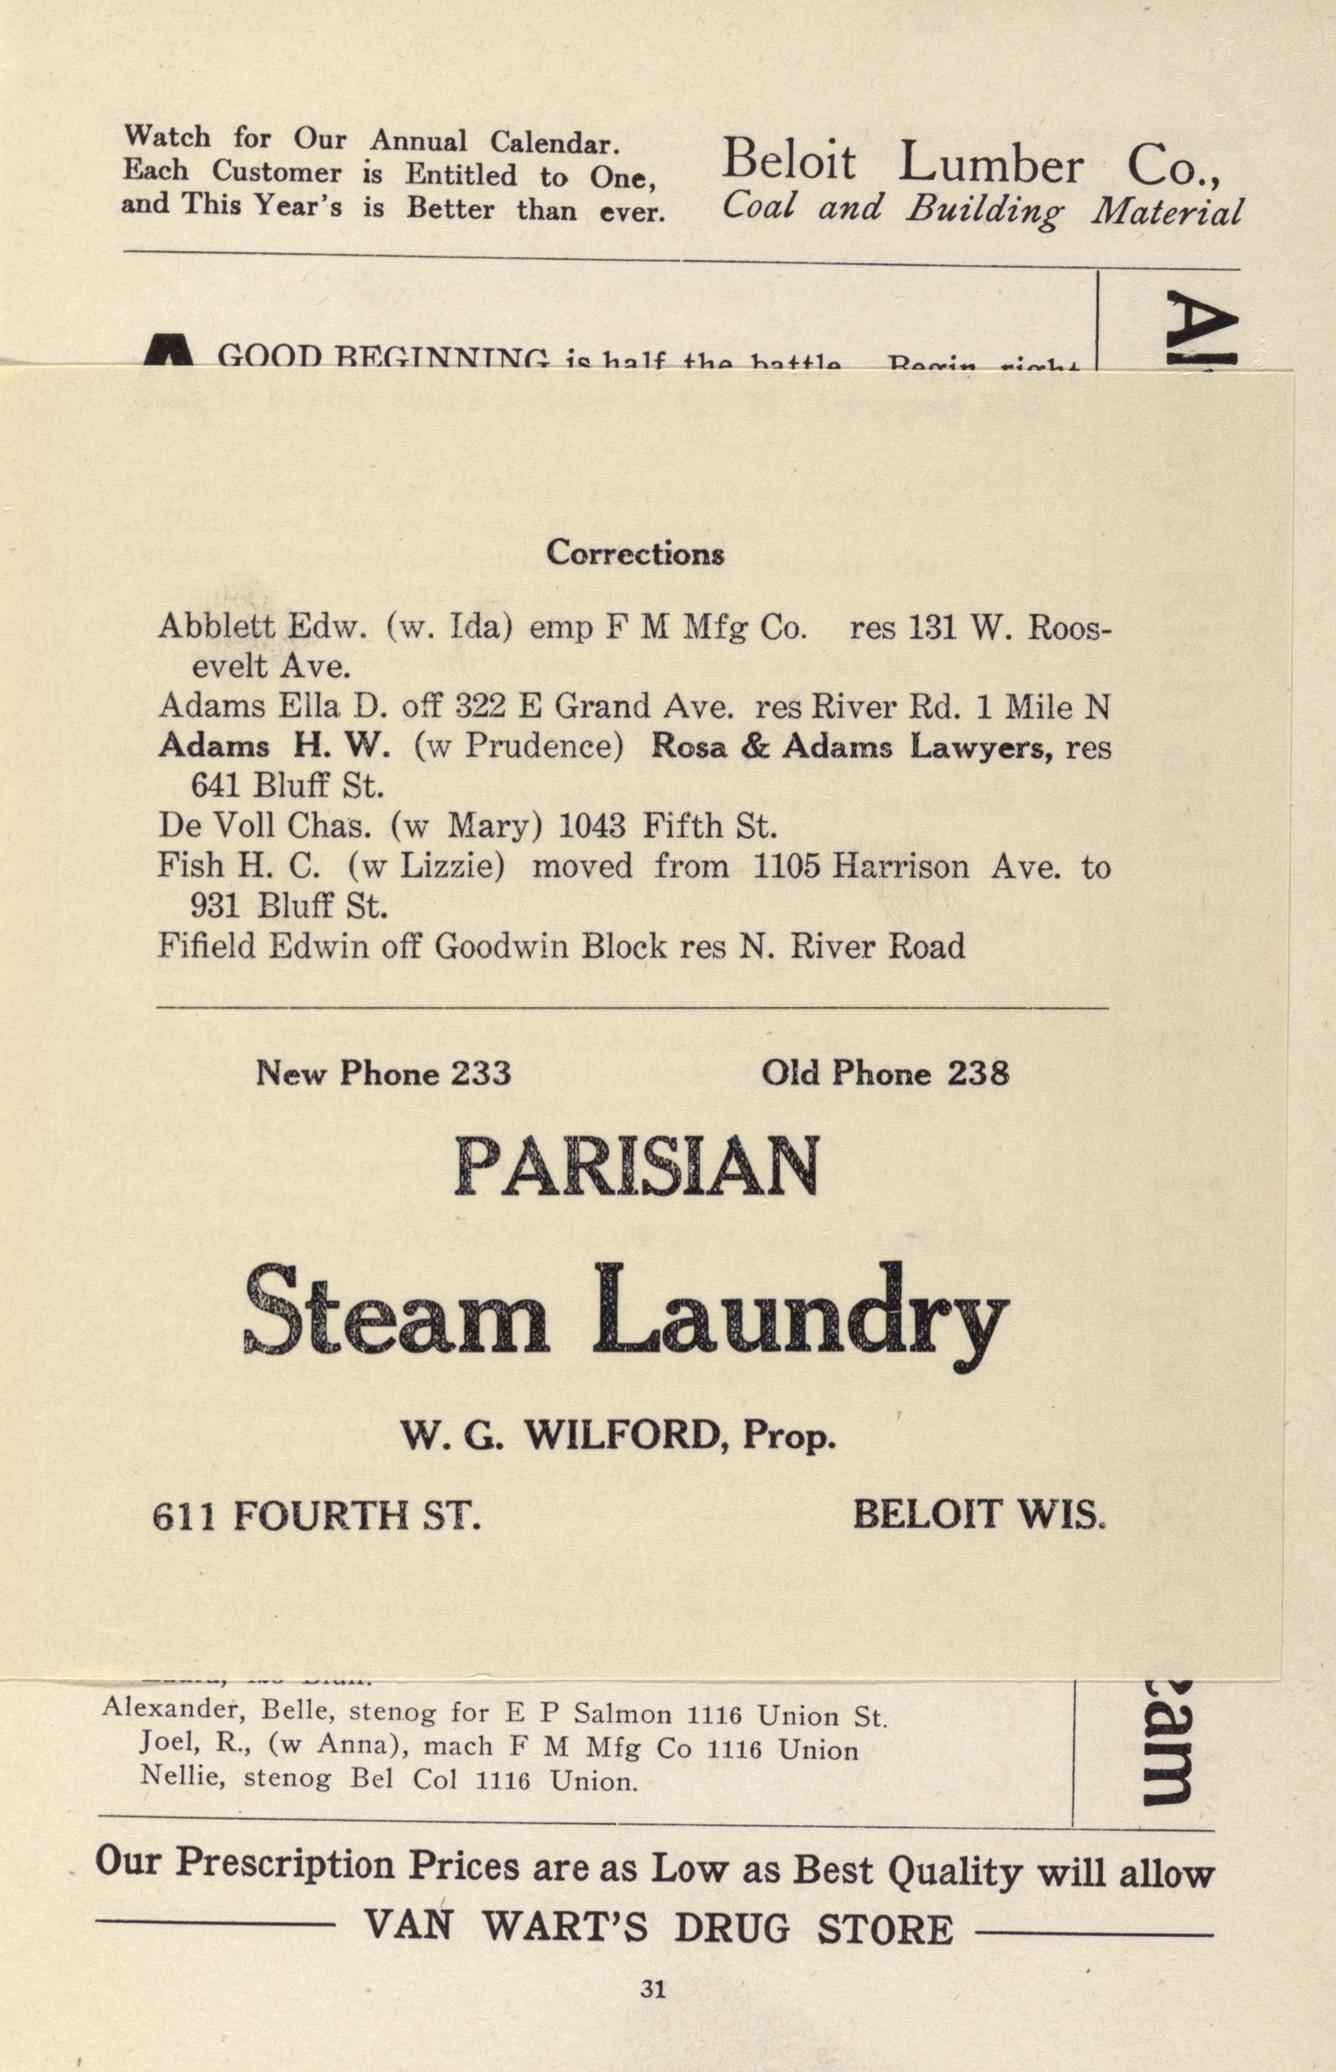 Watch for Our Annual Calendar.
Each Customer is Entitled to One,
and This Year's is Better than ever.
Beloit Lumber Co.,
Coal and Building Material
A GOOD BEGINNING is half the battle. Begin right
Corrections
Abblett Edw. (w. Ida) emp F M Mfg Co. res 131 W. Roos-
evelt Ave.
Adams Ella D. off 322 E Grand Ave. res River Rd. 1 Mile N
Adams H. W. (w Prudence) Rosa & Adams Lawyers, res
641 Bluff St.
De Voll Chas. (w Mary) 1043 Fifth St.
Fish H. C. (w Lizzie) moved from 1105 Harrison Ave. to
931 Bluff St.
Fifield Edwin off Goodwin Block res N. River Road
New Phone 233 Old Phone 238
PARISIAN
Steam Laundry
W. G. WILFORD, Prop.
611 FOURTH ST. BELOIT WIS.
Alexander, Belle, stenog for E P Salmon 1116 Union St.
Joel, R., (w Anna), mach F M Mfg Co 1116 Union
Nellie, stenog Bel Col 1116 Union.
Our Prescription Prices are as Low as Best Quality will allow
VAN WART'S DRUG STORE
31